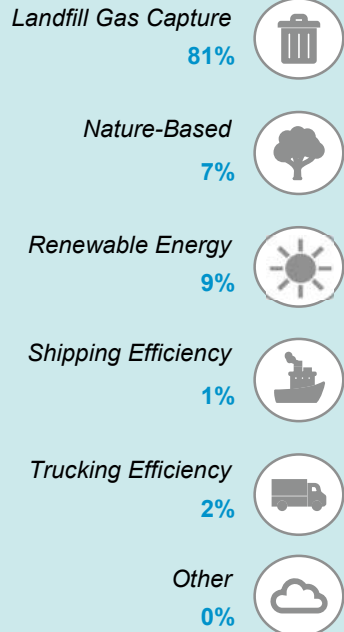 Landfill Gas Capture
81%
Nature-Based
7%
Renewable Energy
9%
Shipping Efficiency
1%
Trucking Efficiency
2%
Other
0%